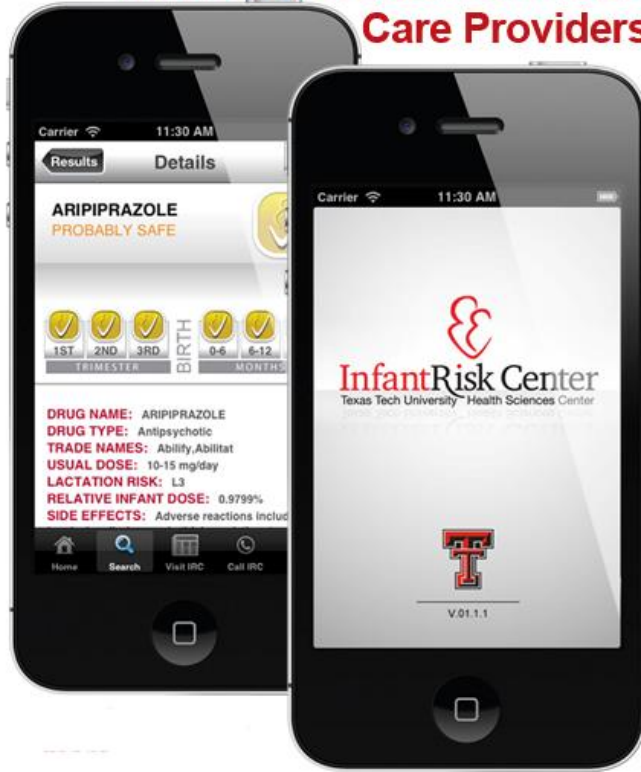 Care Providers
Carrier 11:30 AM
Results Details
ARIPIPRAZOLE
PROBABLY SAFE
1ST 2ND 3RD BIRTH 0-6 6-12
TRIMESTER MONTHS
DRUG NAME: ARIPIPRAZOLE
DRUG TYPE: Antipsychotic
TRADE NAMES: Abilify,Abilitat
USUAL DOSE: 10-15 mg/day
LACTATION RISK: L3
RELATIVE INFANT DOSE: 0.9799%
SIDE EFFECTS: Adverse reactions includ
Home Search Visit IRC Call IRC
Carrier 11:30 AM
InfantRisk Center
Texas Tech University Health Sciences Center
T
V.01.1.1